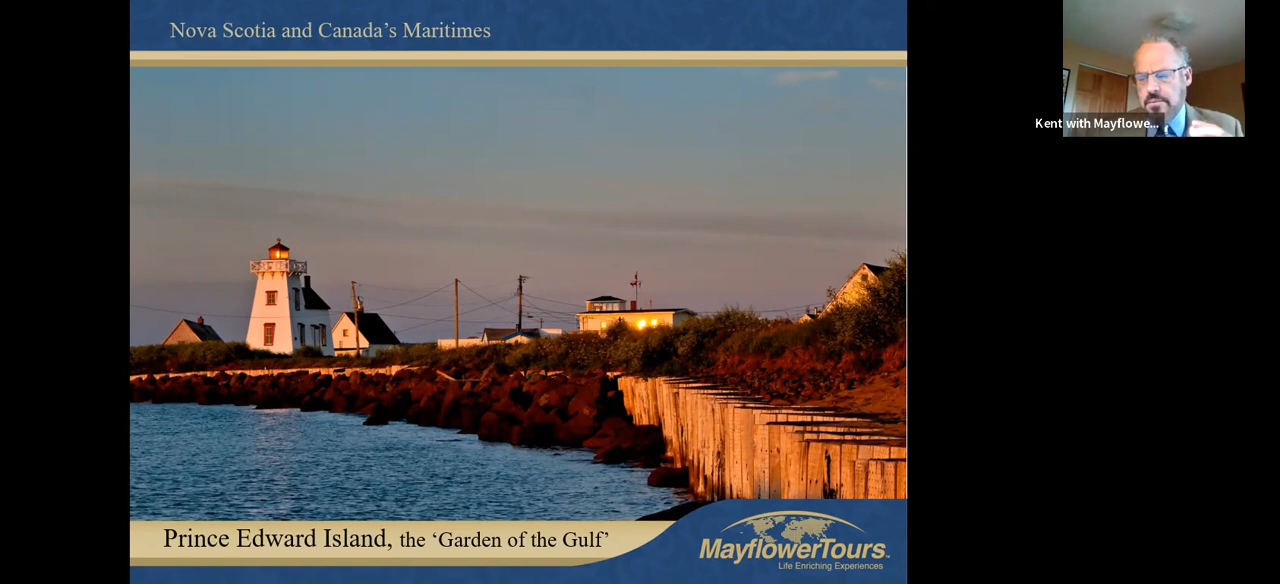 Nova Scotia and Canada’s Maritimes
Kent with Mayflowe...
Prince Edward Island, the ‘Garden of the Gulf’
MayflowerTours™
Life Enriching Experiences